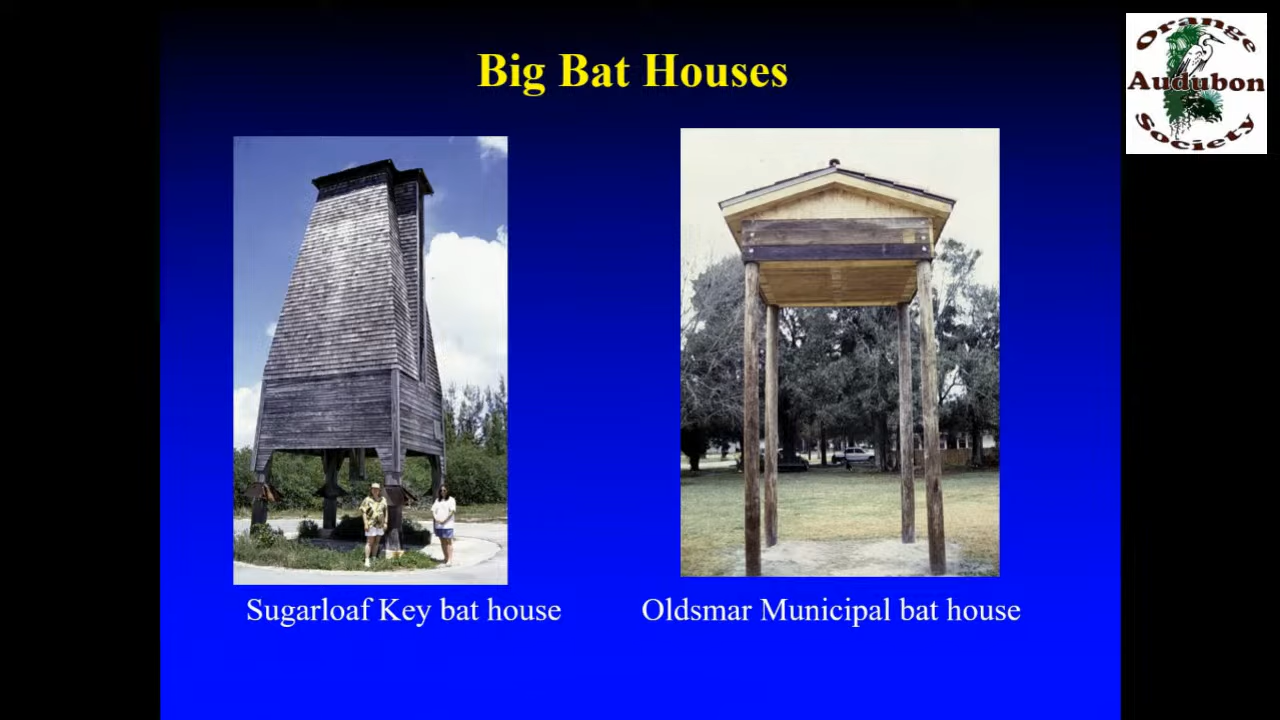 Big Bat Houses
Orange
Audubon
Society
Sugarloaf Key bat house
Oldsmar Municipal bat house